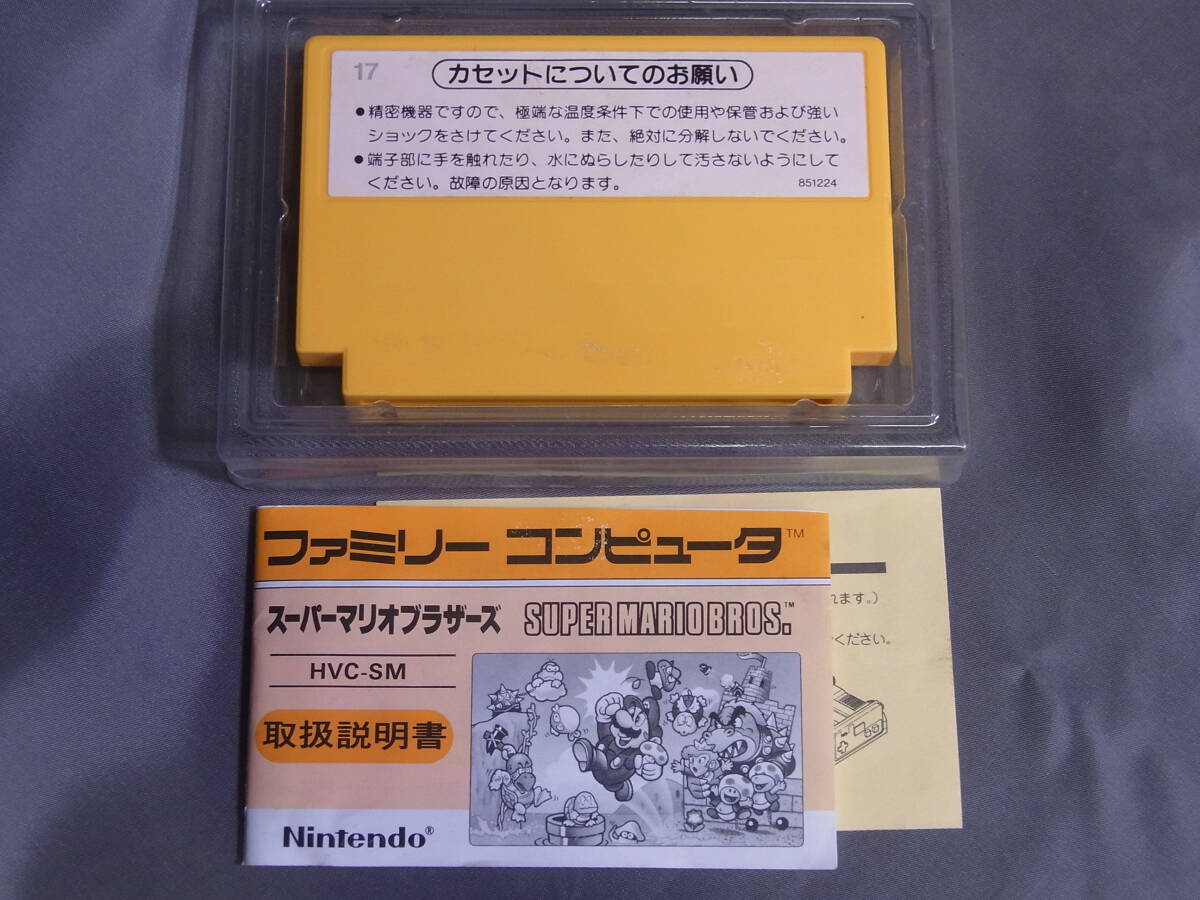 17
カセットについてのお願い
●精密機器ですので、極端な温度条件下での使用や保管および強い
ショックをさけてください。また、絶対に分解しないでください。
●端子部に手を触れたり、水にぬらしたりして汚さないようにして
ください。故障の原因となります。
851224
ファミリー コンピュータ™
スーパーマリオブラザーズ SUPER MARIO BROS.™
HVC-SM
取扱説明書
Nintendo®
れます。)
ください。